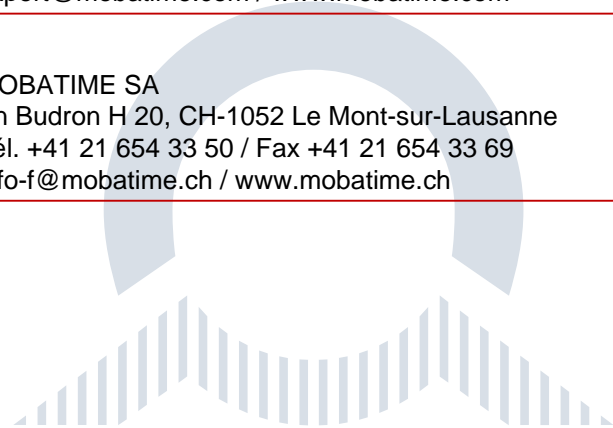 OBATIME SA
n Budron H 20, CH-1052 Le Mont-sur-Lausanne
él. +41 21 654 33 50 / Fax +41 21 654 33 69
fo-f@mobatime.ch / www.mobatime.ch